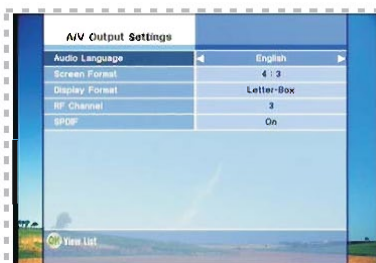 A/V Output Settings
Audio Language English
Screen Format 4 : 3
Display Format Letter-Box
RF Channel 3
SPDIF On
OK View List